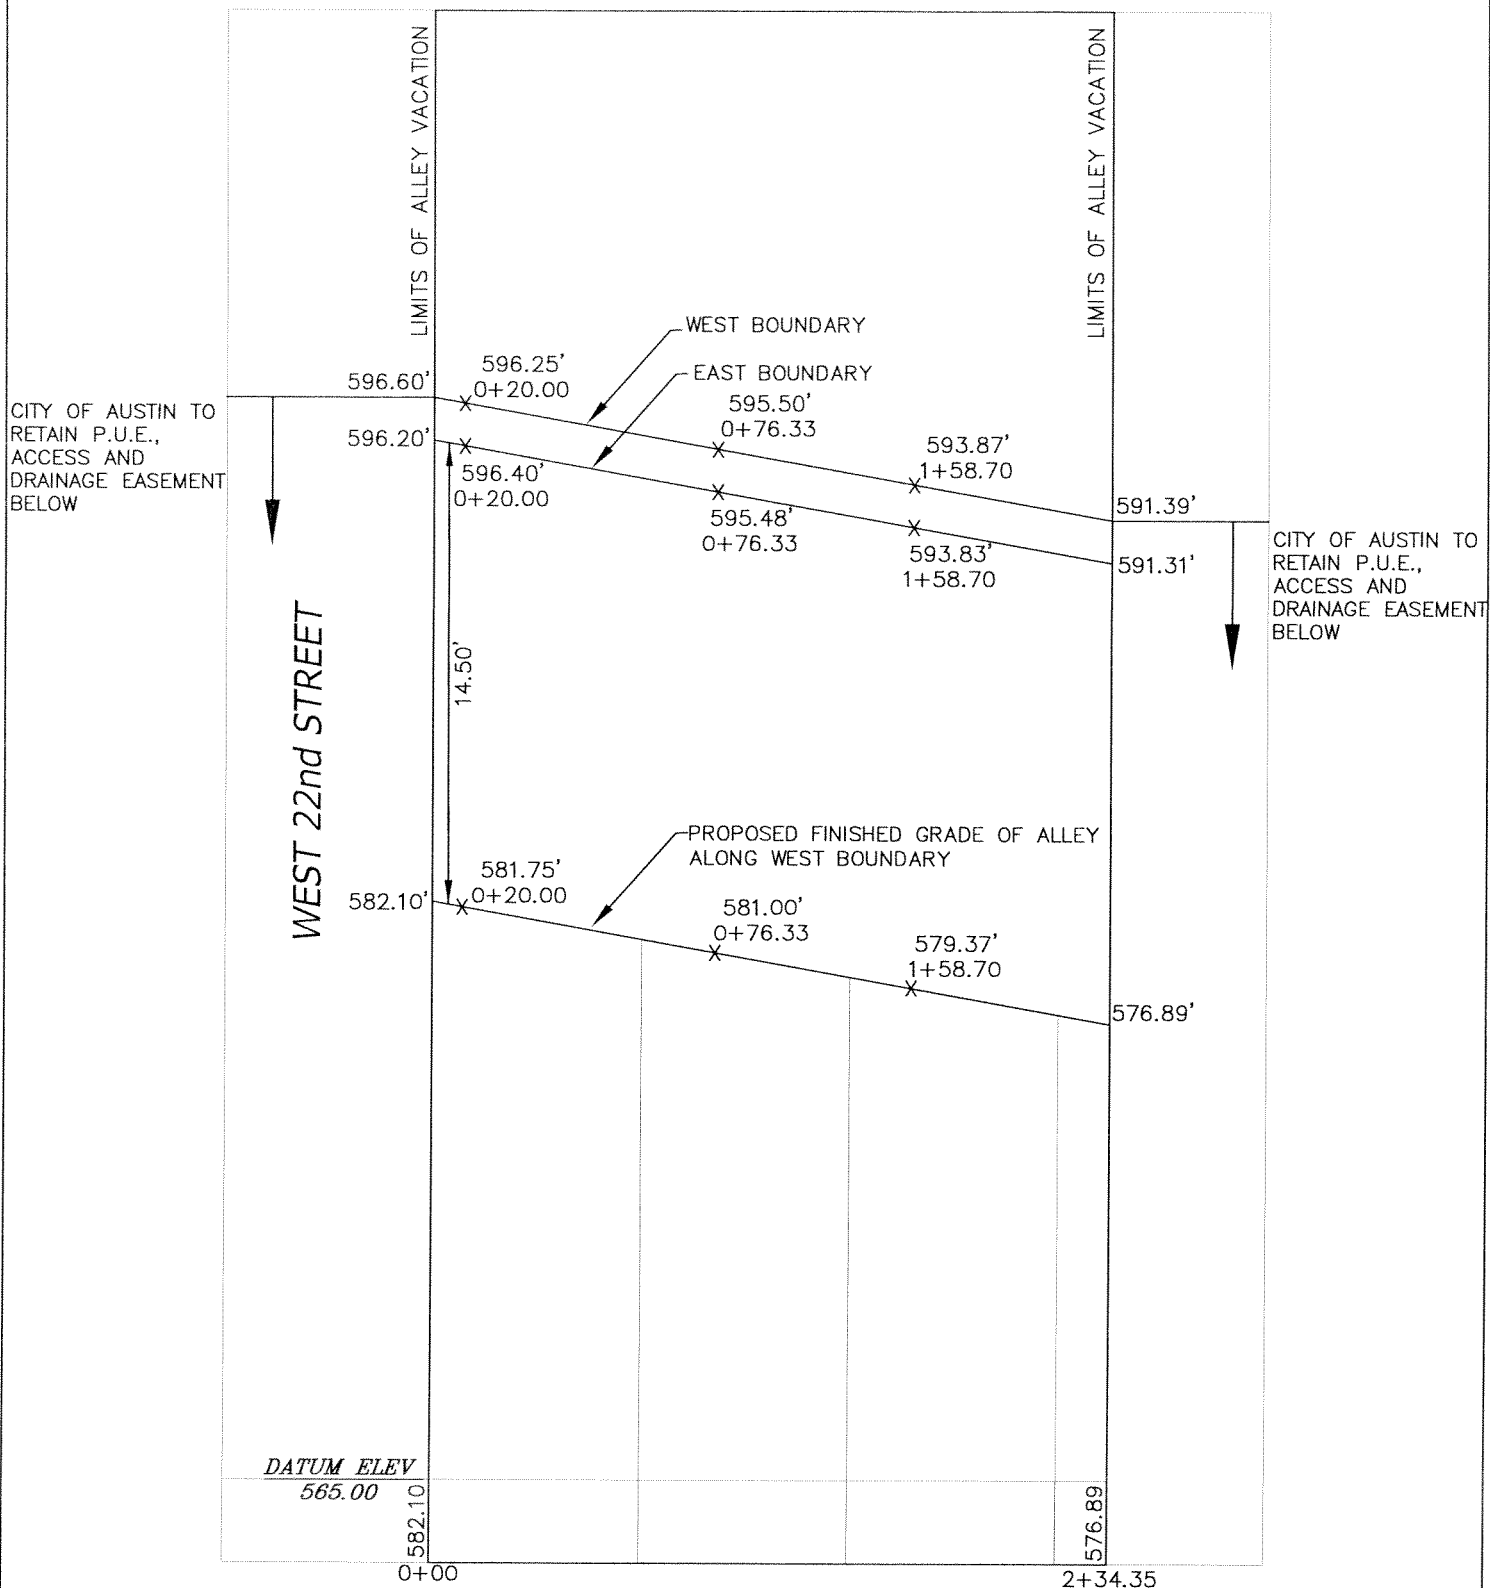 LIMITS OF ALLEY VACATION
LIMITS OF ALLEY VACATION
WEST BOUNDARY
EAST BOUNDARY
596.60'
596.25'
0+20.00
595.50'
0+76.33
593.87'
1+58.70
591.39'
CITY OF AUSTIN TO
RETAIN P.U.E.,
ACCESS AND
DRAINAGE EASEMENT
BELOW
596.20'
596.40'
0+20.00
595.48'
0+76.33
593.83'
1+58.70
591.31'
CITY OF AUSTIN TO
RETAIN P.U.E.,
ACCESS AND
DRAINAGE EASEMENT
BELOW
WEST 22nd STREET
14.50'
PROPOSED FINISHED GRADE OF ALLEY
ALONG WEST BOUNDARY
582.10'
581.75'
0+20.00
581.00'
0+76.33
579.37'
1+58.70
576.89'
DATUM ELEV
565.00
582.10
576.89
0+00
2+34.35